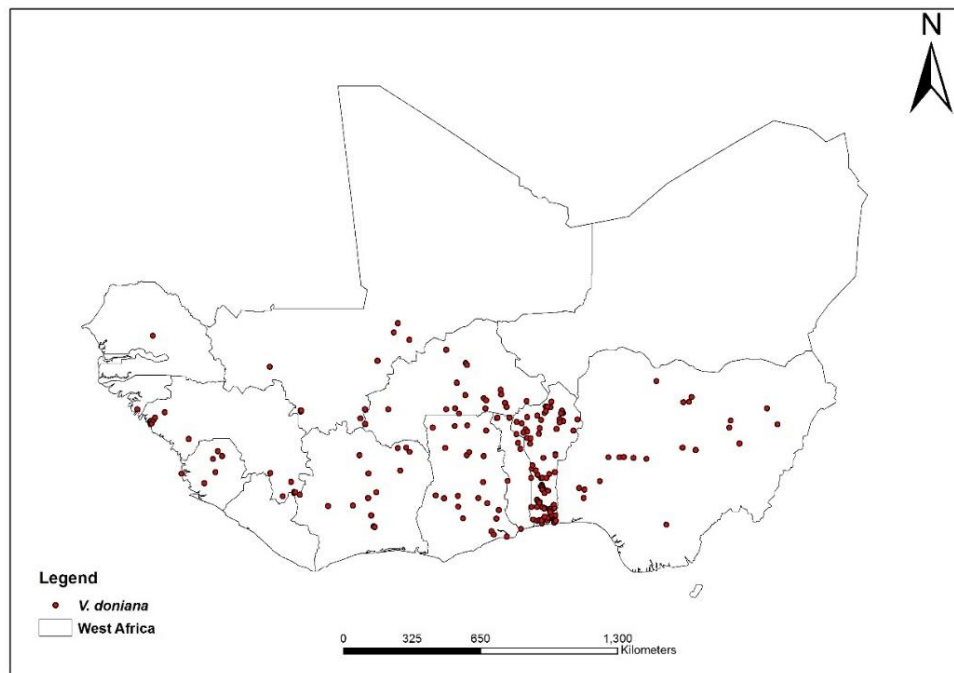 N
Legend
V. doniana
West Africa
0 325 650 1,300
Kilometers